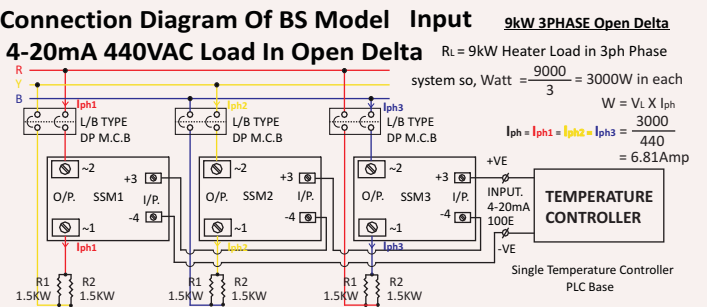 Connection Diagram Of BS Model Input
4-20mA 440VAC Load In Open Delta
9kW 3PHASE Open Delta
RL = 9kW Heater Load in 3ph Phase
system so, Watt = 9000
3
= 3000W in each
W = VL X Iph
Iph = Iph1 = Iph2 = Iph3 = 3000
440
= 6.81Amp
R
Y
B
Iph1
Iph2
Iph3
L/B TYPE
DP M.C.B
L/B TYPE
DP M.C.B
L/B TYPE
DP M.C.B
~2
+3
O/P. SSM1 I/P.
-4
~1
~2
+3
O/P. SSM2 I/P.
-4
~1
~2
+3
O/P. SSM3 I/P.
-4
~1
+VE
INPUT.
4-20mA
100E
-VE
TEMPERATURE
CONTROLLER
Single Temperature Controller
PLC Base
Iph1
Iph2
Iph3
R1 R2
1.5KW 1.5KW
R1 R2
1.5KW 1.5KW
R1 R2
1.5KW 1.5KW